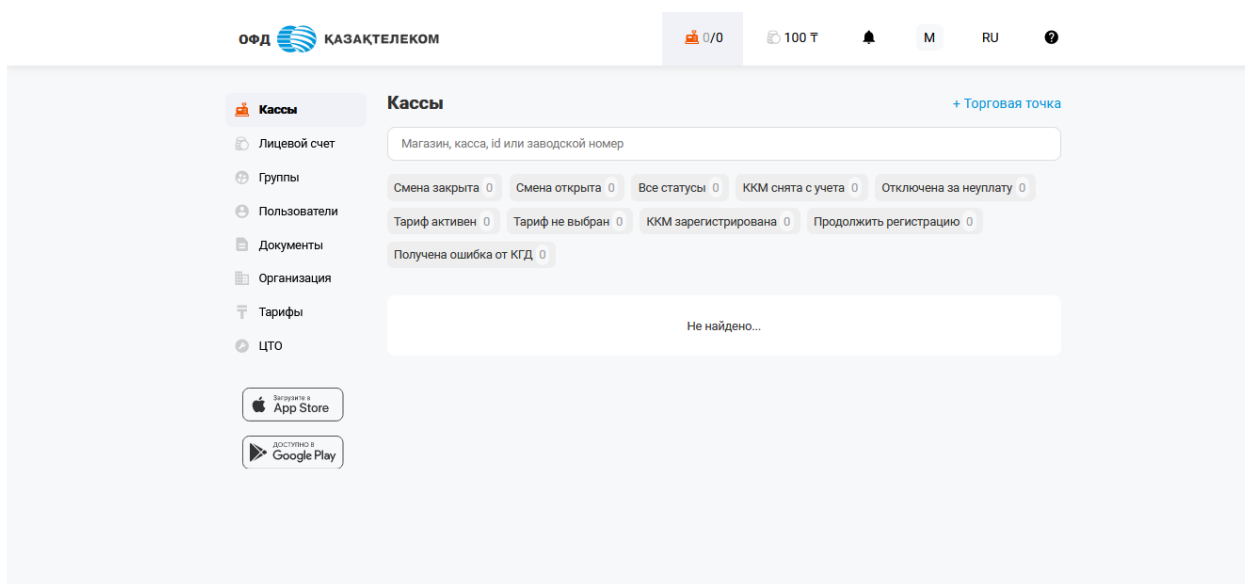 ОФД ҚАЗАҚТЕЛЕКОМ 0/0 100 ₸ M RU ?
Кассы
Лицевой счет
Группы
Пользователи
Документы
Организация
Тарифы
ЦТО
Загрузите в
App Store
ДОСТУПНО В
Google Play
Кассы + Торговая точка
Магазин, касса, id или заводской номер
Смена закрыта 0 Смена открыта 0 Все статусы 0 ККМ снята с учета 0 Отключена за неуплату 0
Тариф активен 0 Тариф не выбран 0 ККМ зарегистрирована 0 Продолжить регистрацию 0
Получена ошибка от КГД 0
Не найдено...